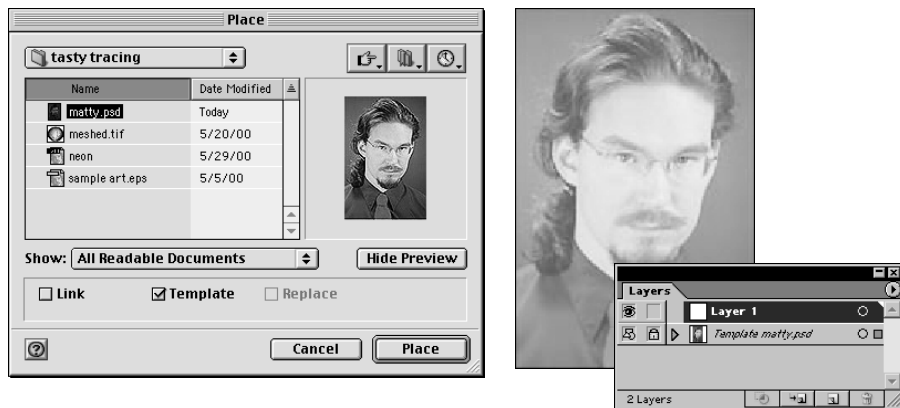 Place
tasty tracing
Name Date Modified
matty.psd Today
meshed.tif 5/20/00
neon 5/29/00
sample art.eps 5/5/00
Show: All Readable Documents Hide Preview
Link Template Replace
? Cancel Place
Layers
Layer 1
Template matty.psd
2 Layers